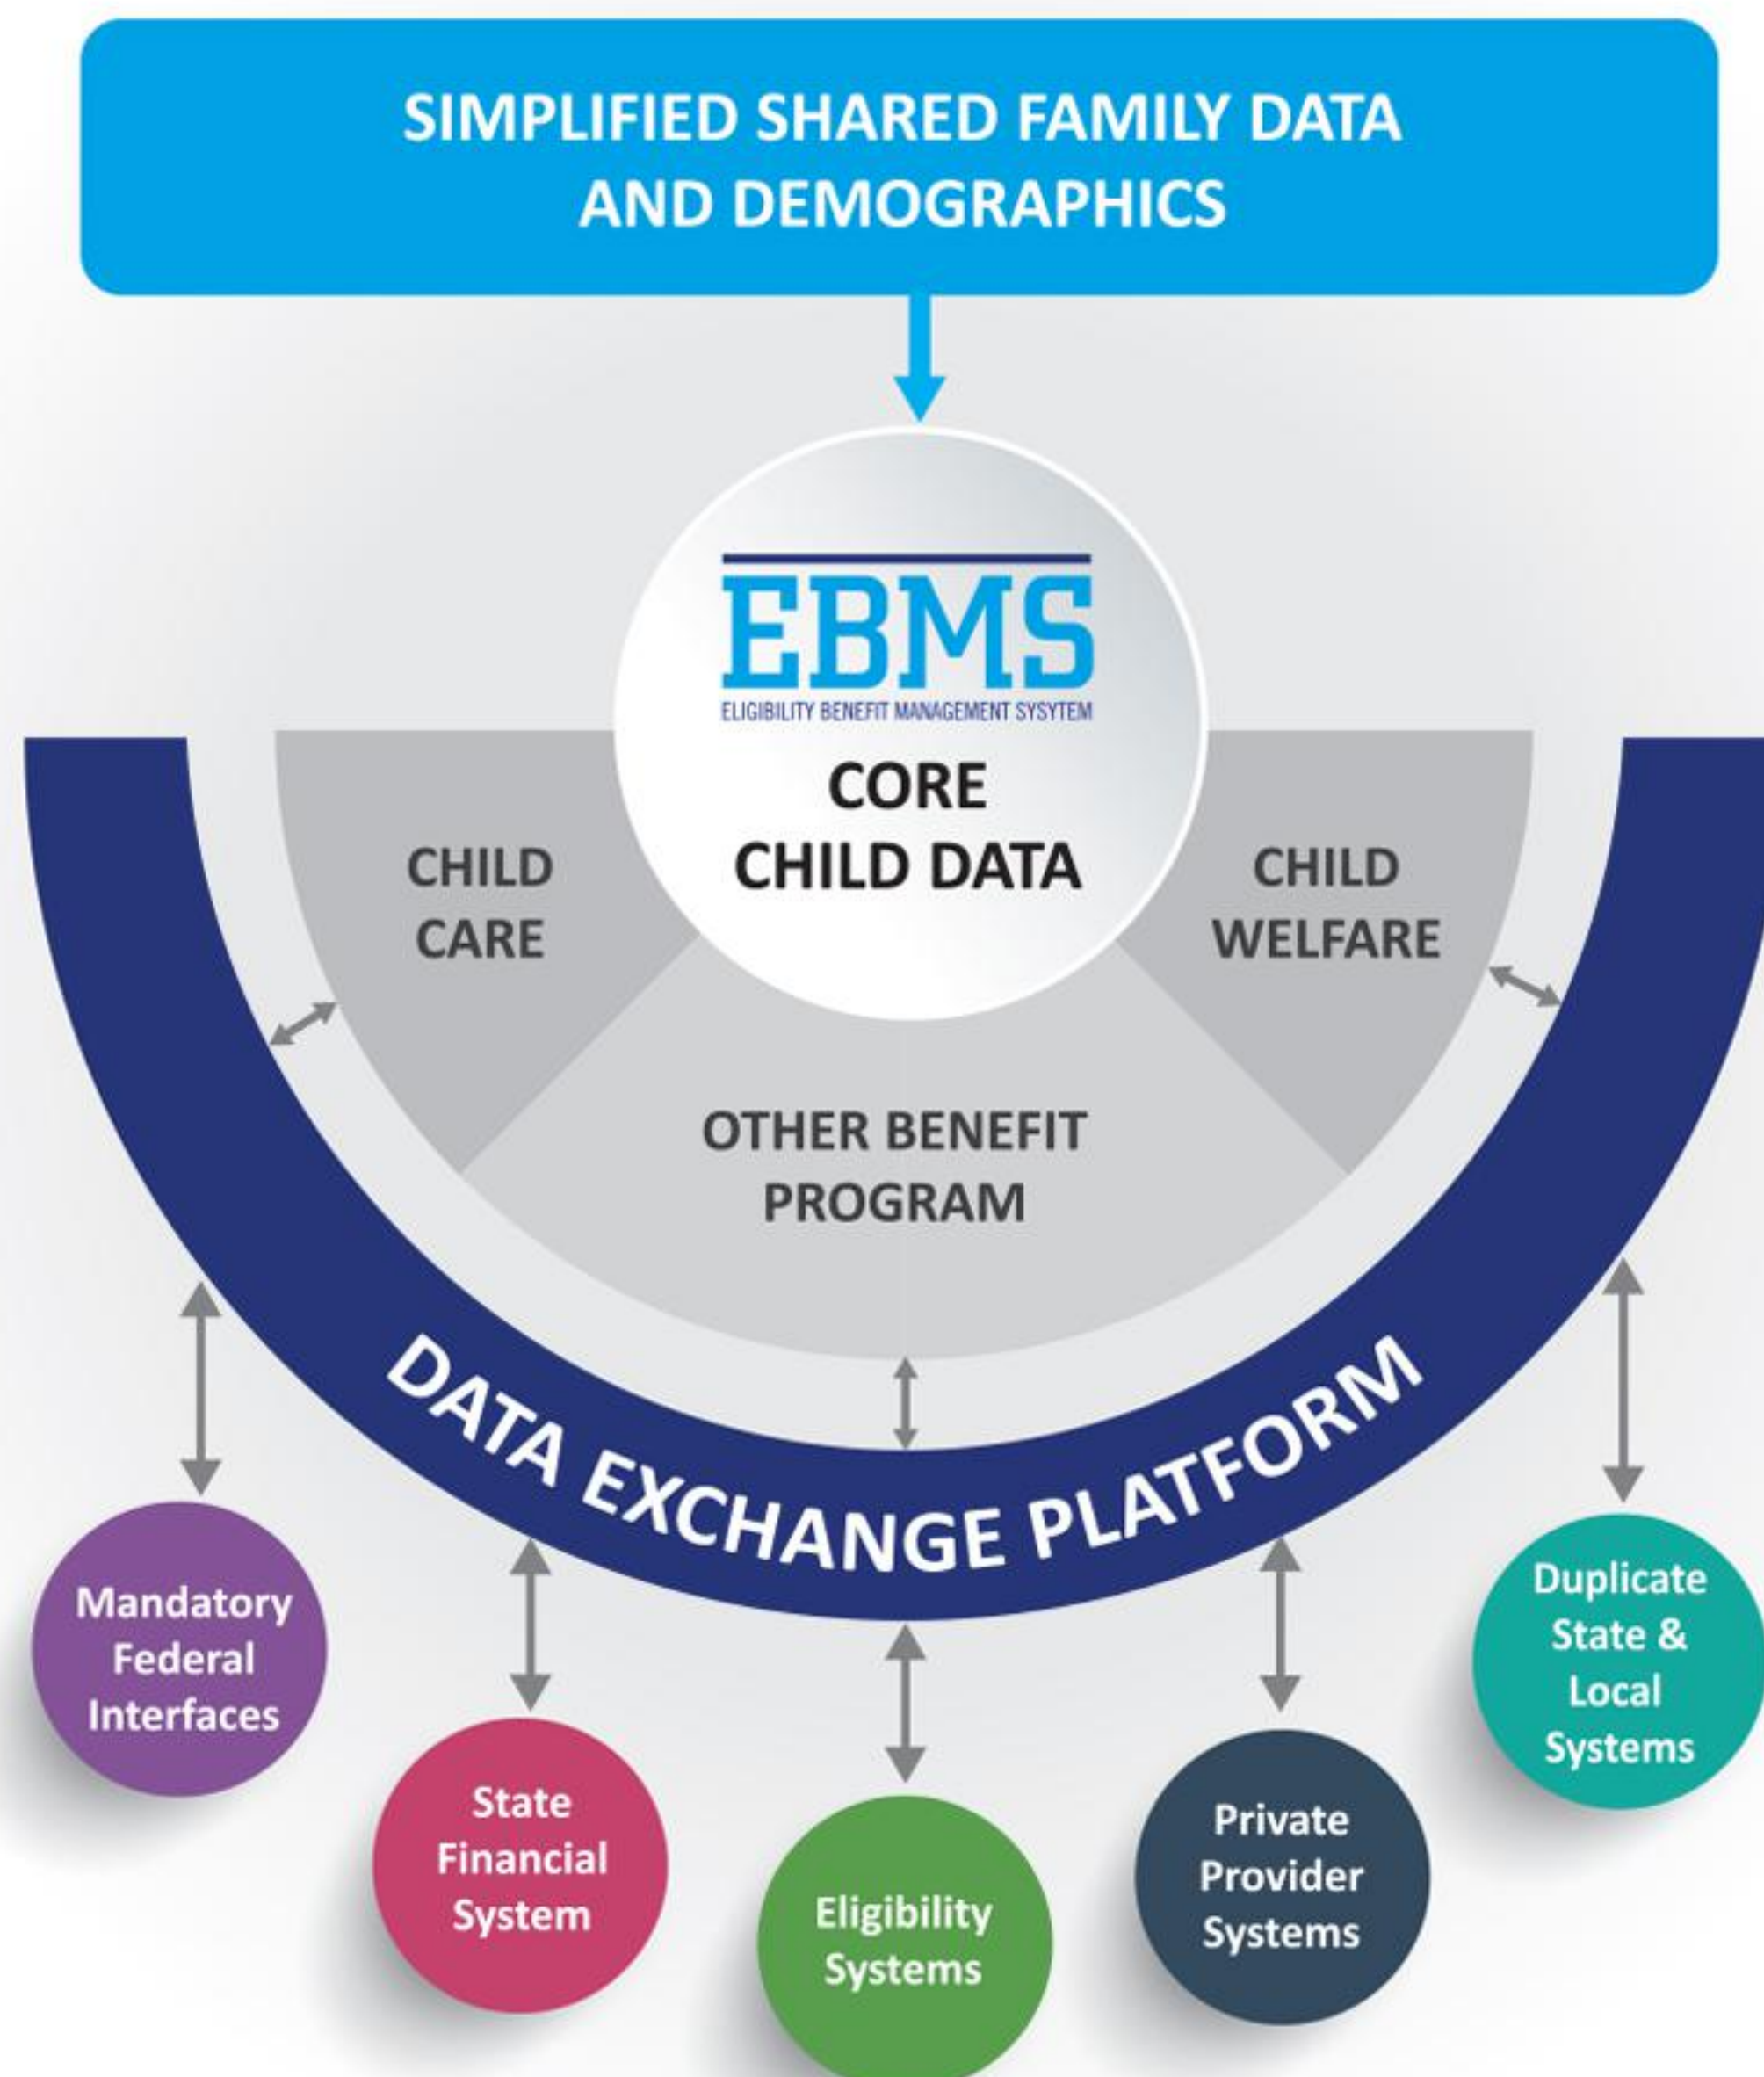 SIMPLIFIED SHARED FAMILY DATA
AND DEMOGRAPHICS
EBMS
ELIGIBILITY BENEFIT MANAGEMENT SYSYTEM
CORE
CHILD DATA
CHILD
CARE
CHILD
WELFARE
OTHER BENEFIT
PROGRAM
DATA EXCHANGE PLATFORM
Mandatory
Federal
Interfaces
State
Financial
System
Eligibility
Systems
Private
Provider
Systems
Duplicate
State &
Local
Systems